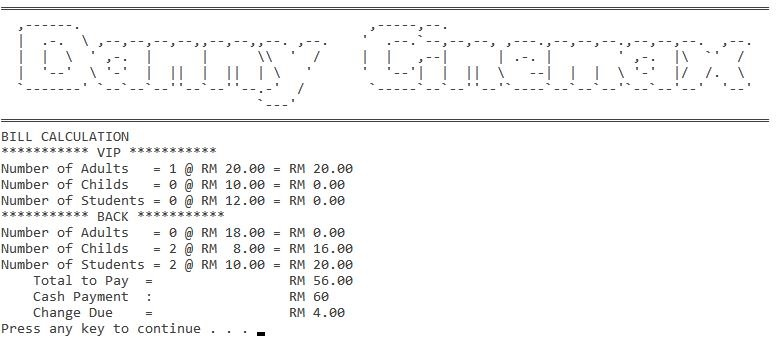 Danny Cinemax
BILL CALCULATION
*********** VIP ***********
Number of Adults   = 1 @ RM 20.00 = RM 20.00
Number of Childs   = 0 @ RM 10.00 = RM 0.00
Number of Students = 0 @ RM 12.00 = RM 0.00
*********** BACK ***********
Number of Adults   = 0 @ RM 18.00 = RM 0.00
Number of Childs   = 2 @ RM  8.00 = RM 16.00
Number of Students = 2 @ RM 10.00 = RM 20.00
Total to Pay  =                 RM 56.00
Cash Payment  :                 RM 60
Change Due    =                 RM 4.00
Press any key to continue . . .